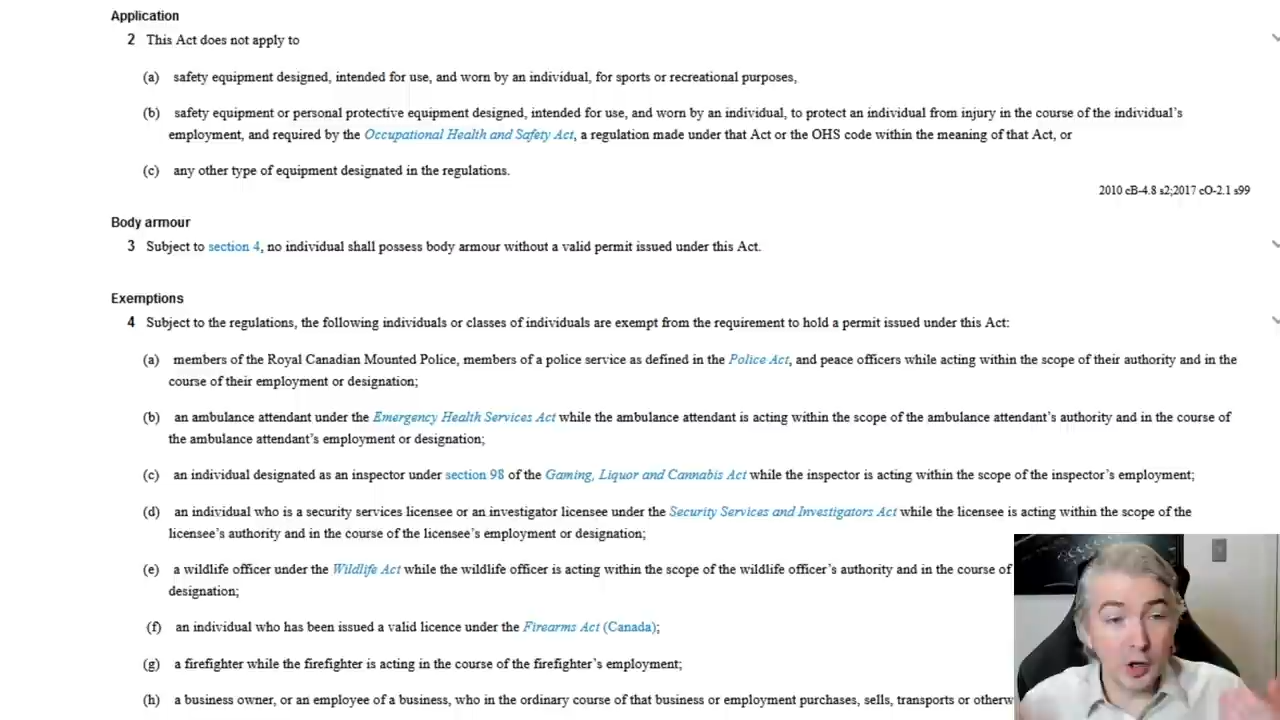 Application
2 This Act does not apply to
(a) safety equipment designed, intended for use, and worn by an individual, for sports or recreational purposes,
(b) safety equipment or personal protective equipment designed, intended for use, and worn by an individual, to protect an individual from injury in the course of the individual's
employment, and required by the Occupational Health and Safety Act, a regulation made under that Act or the OHS code within the meaning of that Act, or
(c) any other type of equipment designated in the regulations.
2010 cB-4.8 s2;2017 cO-2.1 s99
Body armour
3 Subject to section 4, no individual shall possess body armour without a valid permit issued under this Act.
Exemptions
4 Subject to the regulations, the following individuals or classes of individuals are exempt from the requirement to hold a permit issued under this Act:
(a) members of the Royal Canadian Mounted Police, members of a police service as defined in the Police Act, and peace officers while acting within the scope of their authority and in the
course of their employment or designation;
(b) an ambulance attendant under the Emergency Health Services Act while the ambulance attendant is acting within the scope of the ambulance attendant's authority and in the course of
the ambulance attendant's employment or designation;
(c) an individual designated as an inspector under section 98 of the Gaming, Liquor and Cannabis Act while the inspector is acting within the scope of the inspector's employment;
(d) an individual who is a security services licensee or an investigator licensee under the Security Services and Investigators Act while the licensee is acting within the scope of the
licensee's authority and in the course of the licensee's employment or designation;
(e) a wildlife officer under the Wildlife Act while the wildlife officer is acting within the scope of the wildlife officer's authority and in the course of
designation;
(f) an individual who has been issued a valid licence under the Firearms Act (Canada);
(g) a firefighter while the firefighter is acting in the course of the firefighter's employment;
(h) a business owner, or an employee of a business, who in the ordinary course of that business or employment purchases, sells, transports or